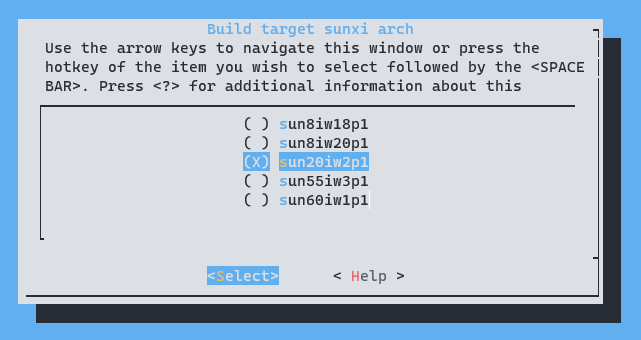 Build target sunxi arch
Use the arrow keys to navigate this window or press the
hotkey of the item you wish to select followed by the <SPACE
BAR>. Press <?> for additional information about this
( ) sun8iw18p1
( ) sun8iw20p1
(X) sun20iw2p1
( ) sun55iw3p1
( ) sun60iw1p1
<Select> < Help >